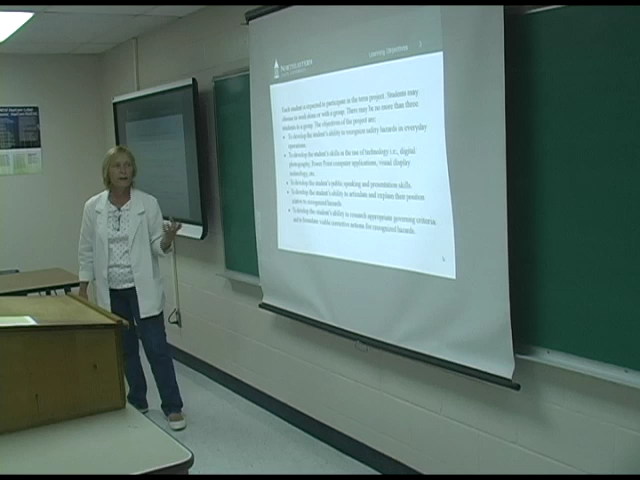 NORTHEASTERN
Learning Objectives
Each student is expected to participate in the term project. Students may
choose to work alone or with a group. There may be no more than three
students in a group. The objectives of the project are:
• To develop the student's ability to recognize safety hazards in everyday
operations.
• To develop the student's skills in the use of technology i.e., digital
photography, Power Point computer applications, visual display
technology, etc.
• To develop the student's public speaking and presentation skills.
• To develop the student's ability to articulate and explain their position
relative to recognized hazards.
• To develop the student's ability to research appropriate governing criteria
and to formulate viable corrective actions for recognized hazards.